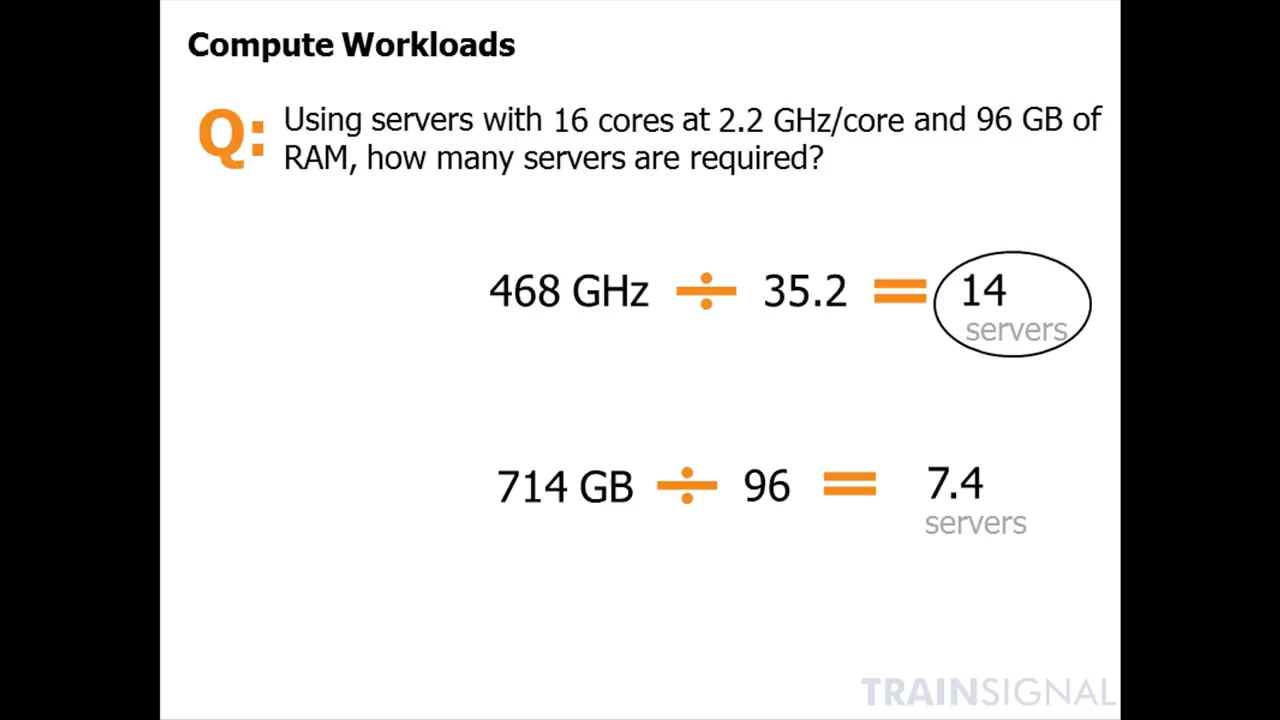 Compute Workloads
Q: Using servers with 16 cores at 2.2 GHz/core and 96 GB of
RAM, how many servers are required?
468 GHz ÷ 35.2 = 14
servers
714 GB ÷ 96 = 7.4
servers
TRAINSIGNAL